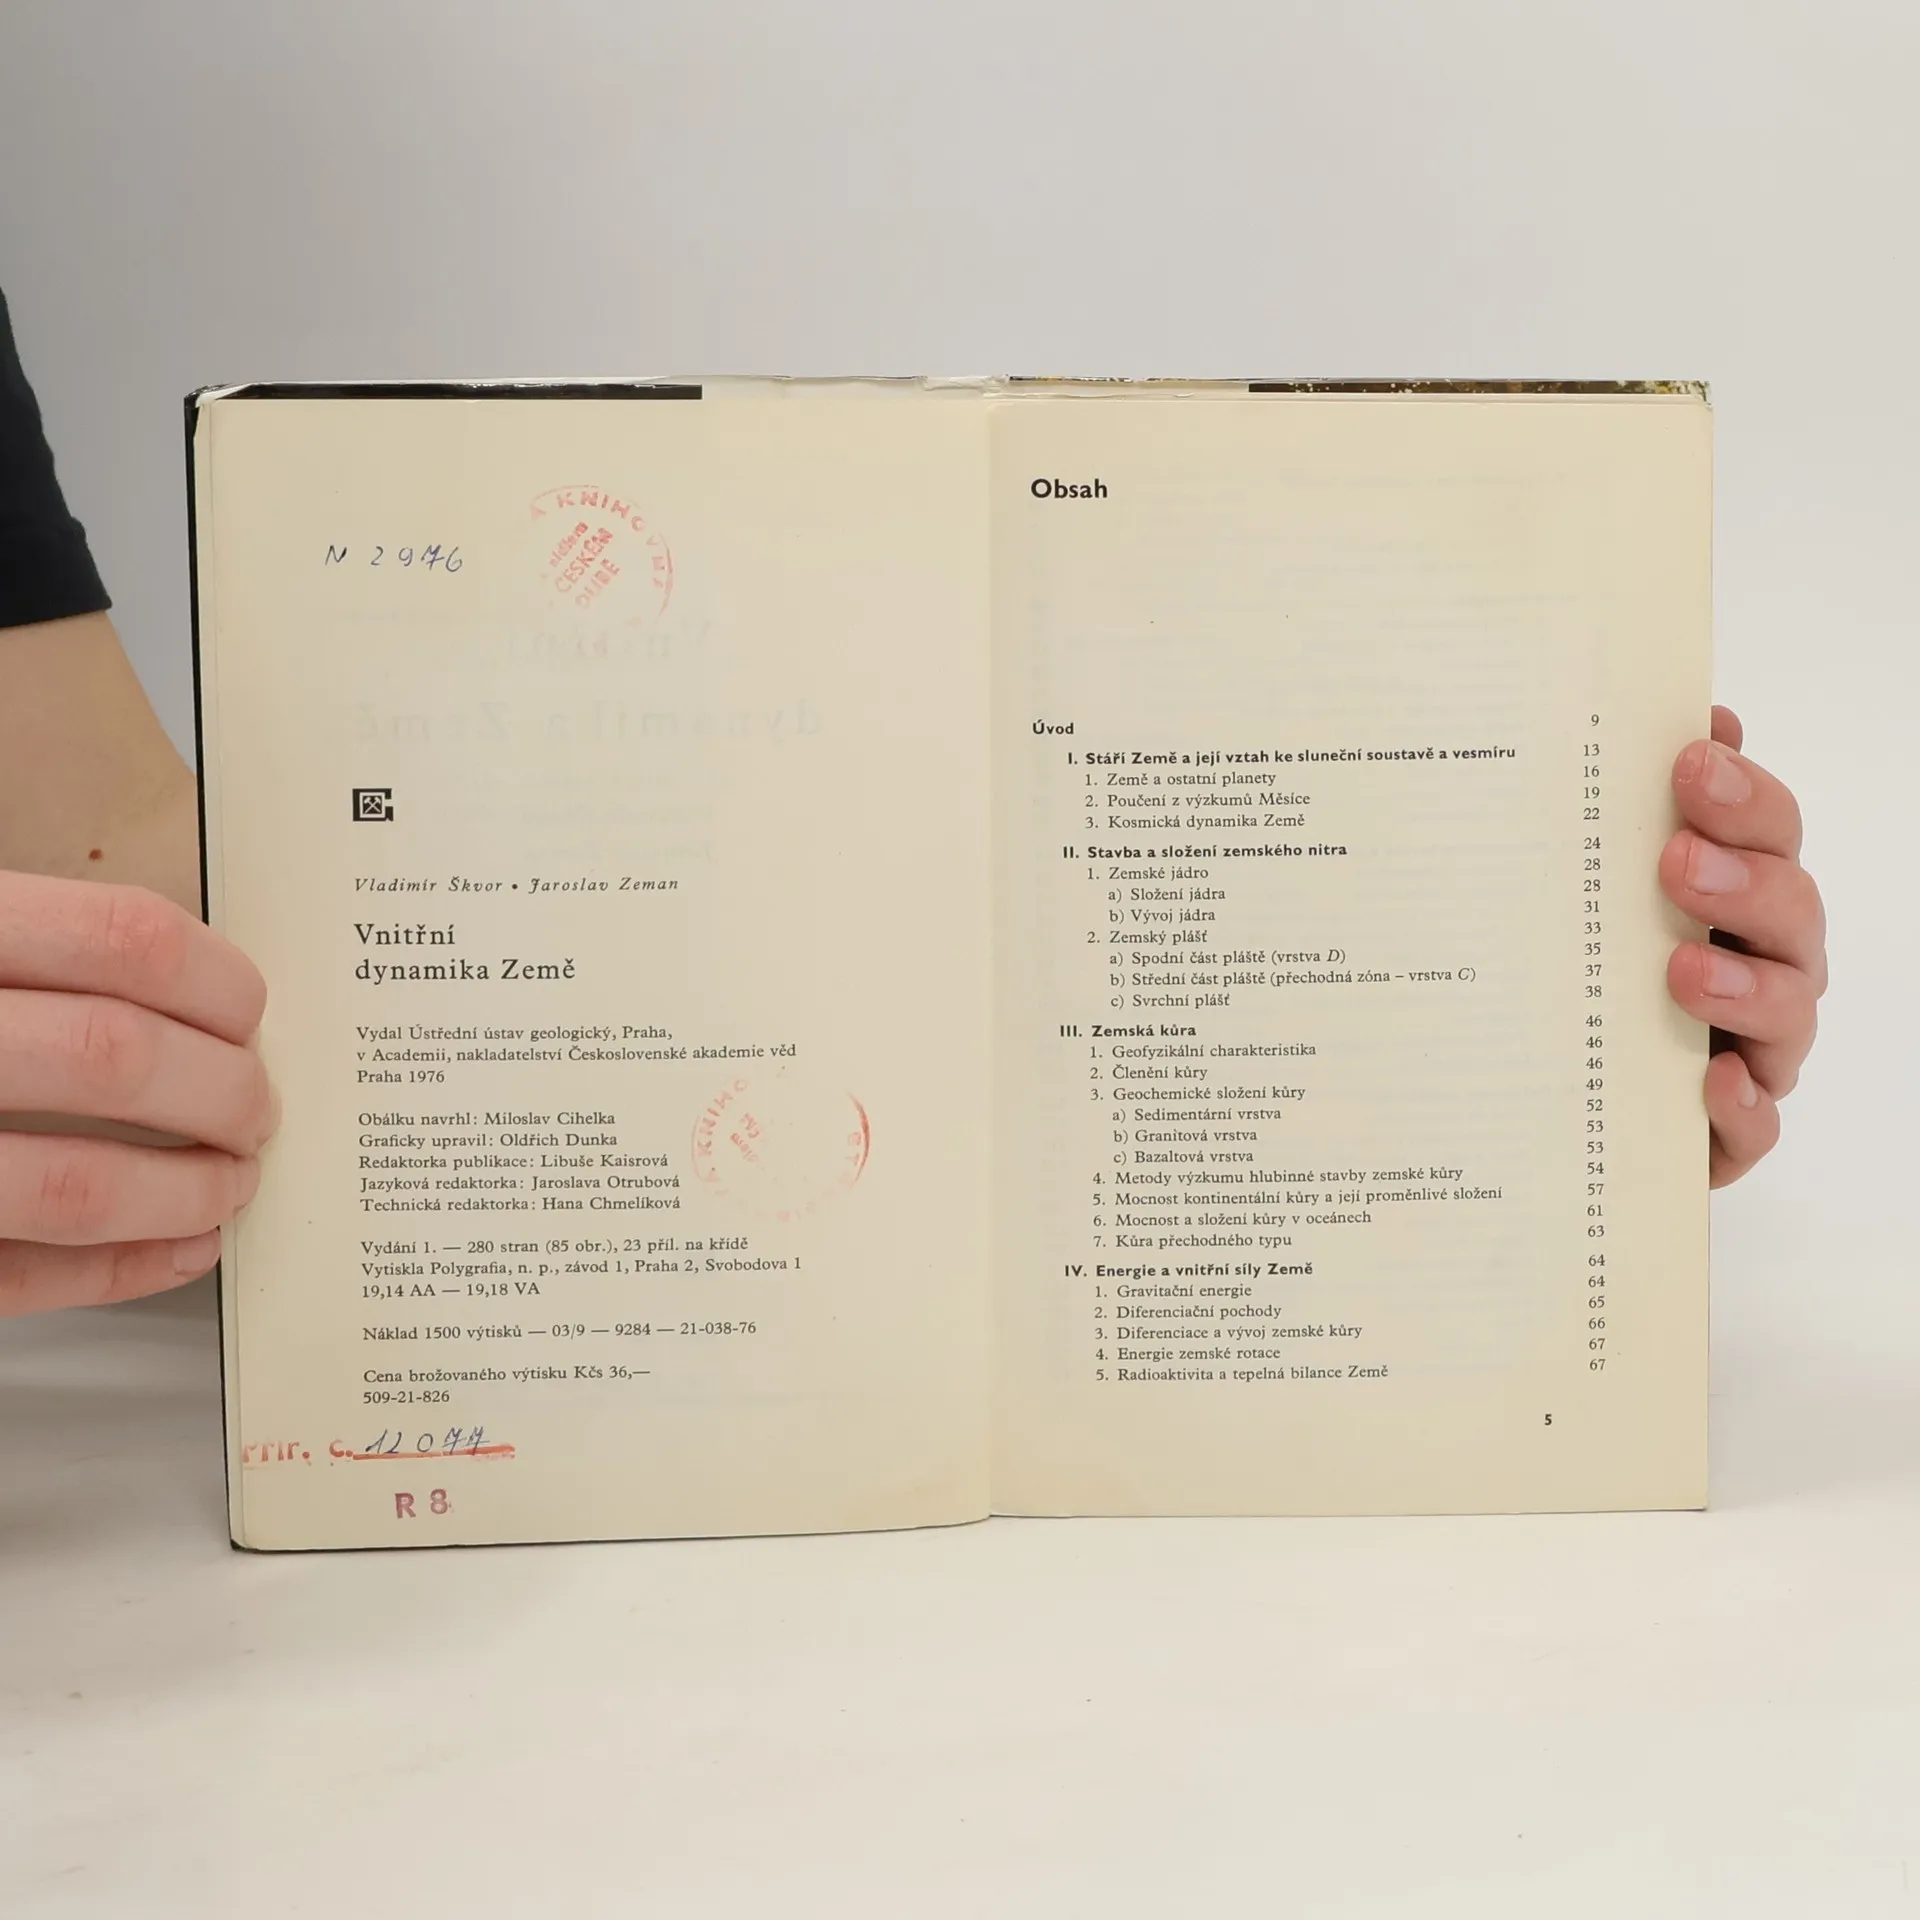 N 2976
A KNIHOVNA
sídlem
ČESKÉM
DUBE
Vladimír Škvor • Jaroslav Zeman
Vnitřní
dynamika Země
Vydal Ústřední ústav geologický, Praha,
v Academii, nakladatelství Československé akademie věd
Praha 1976
Obálku navrhl: Miloslav Cihelka
Graficky upravil: Oldřich Dunka
Redaktorka publikace: Libuše Kaisrová
Jazyková redaktorka: Jaroslava Otrubová
Technická redaktorka: Hana Chmelíková
Vydání 1. — 280 stran (85 obr.), 23 příl. na křídě
Vytiskla Polygrafia, n. p., závod 1, Praha 2, Svobodova 1
19,14 AA — 19,18 VA
Náklad 1500 výtisků — 03/9 — 9284 — 21-038-76
Cena brožovaného výtisku Kčs 36,—
509-21-826
Přír. č. 12 077
R 8
Obsah
Úvod 9
I. Stáří Země a její vztah ke sluneční soustavě a vesmíru 13
1. Země a ostatní planety 16
2. Poučení z výzkumů Měsíce 19
3. Kosmická dynamika Země 22
II. Stavba a složení zemského nitra 24
1. Zemské jádro 28
a) Složení jádra 28
b) Vývoj jádra 31
2. Zemský plášť 33
a) Spodní část pláště (vrstva D) 35
b) Střední část pláště (přechodná zóna – vrstva C) 37
c) Svrchní plášť 38
III. Zemská kůra 46
1. Geofyzikální charakteristika 46
2. Členění kůry 46
3. Geochemické složení kůry 49
a) Sedimentární vrstva 52
b) Granitová vrstva 53
c) Bazaltová vrstva 53
4. Metody výzkumu hlubinné stavby zemské kůry 54
5. Mocnost kontinentální kůry a její proměnlivé složení 57
6. Mocnost a složení kůry v oceánech 61
7. Kůra přechodného typu 63
IV. Energie a vnitřní síly Země 64
1. Gravitační energie 64
2. Diferenciační pochody 65
3. Diferenciace a vývoj zemské kůry 66
4. Energie zemské rotace 67
5. Radioaktivita a tepelná bilance Země 67
5